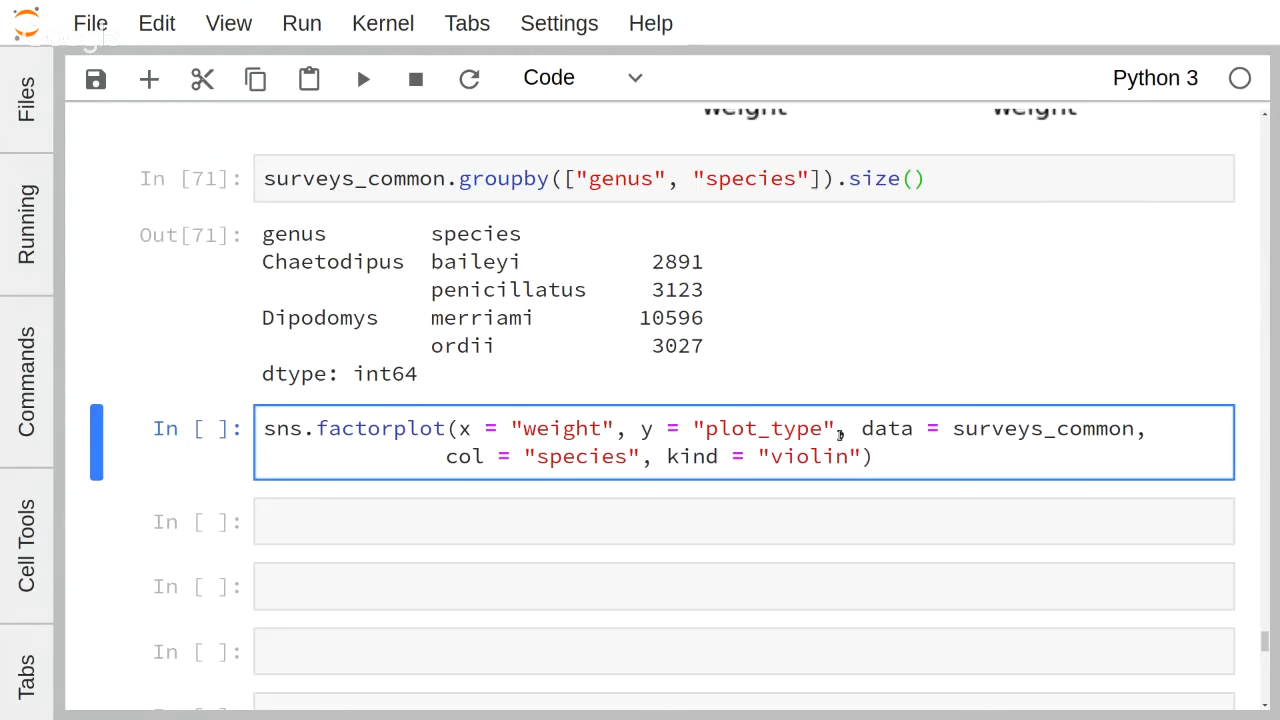 File Edit View Run Kernel Tabs Settings Help
Code Python 3
Files
Running
Commands
Cell Tools
Tabs
weight weight
In [71]: surveys_common.groupby(["genus", "species"]).size()
Out[71]: genus species
Chaetodipus baileyi 2891
penicillatus 3123
Dipodomys merriami 10596
ordii 3027
dtype: int64
In [ ]: sns.factorplot(x = "weight", y = "plot_type", data = surveys_common,
col = "species", kind = "violin")
In [ ]:
In [ ]:
In [ ]: